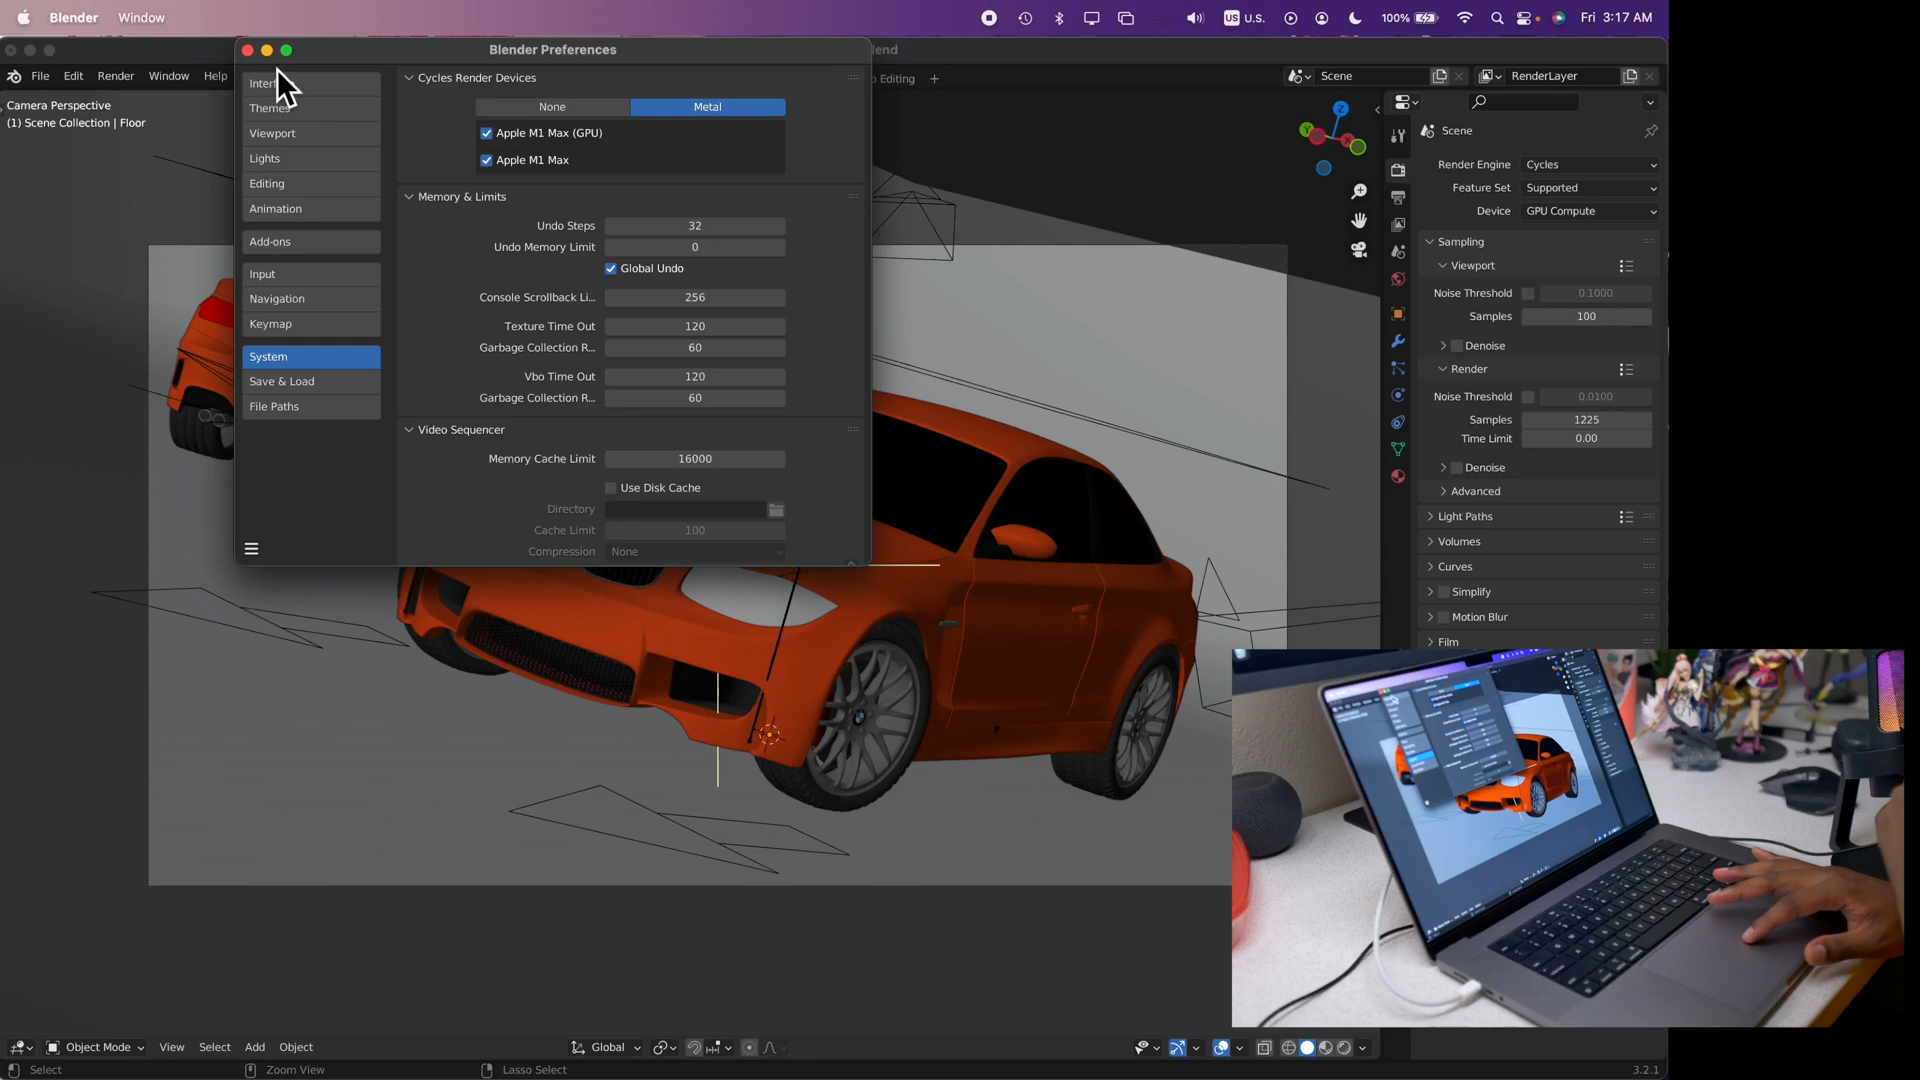 Blender Window
US U.S. 100% Fri 3:17 AM
Blender Preferences
lend
File Edit Render Window Help
Editing +
Scene
RenderLayer
Camera Perspective
(1) Scene Collection | Floor
Themes
Viewport
Lights
Editing
Animation
Add-ons
Input
Navigation
Keymap
System
Save & Load
File Paths
Cycles Render Devices
None Metal
Apple M1 Max (GPU)
Apple M1 Max
Memory & Limits
Undo Steps 32
Undo Memory Limit 0
Global Undo
Console Scrollback Li... 256
Texture Time Out 120
Garbage Collection R... 60
Vbo Time Out 120
Garbage Collection R... 60
Video Sequencer
Memory Cache Limit 16000
Use Disk Cache
Directory
Cache Limit 100
Compression None
Z
Y
X
Scene
Render Engine Cycles
Feature Set Supported
Device GPU Compute
Sampling
Viewport
Noise Threshold 0.1000
Samples 100
Denoise
Render
Noise Threshold 0.0100
Samples 1225
Time Limit 0.00
Denoise
Advanced
Light Paths
Volumes
Curves
Simplify
Motion Blur
Film
Object Mode View Select Add Object
Global
Select Zoom View Lasso Select 3.2.1